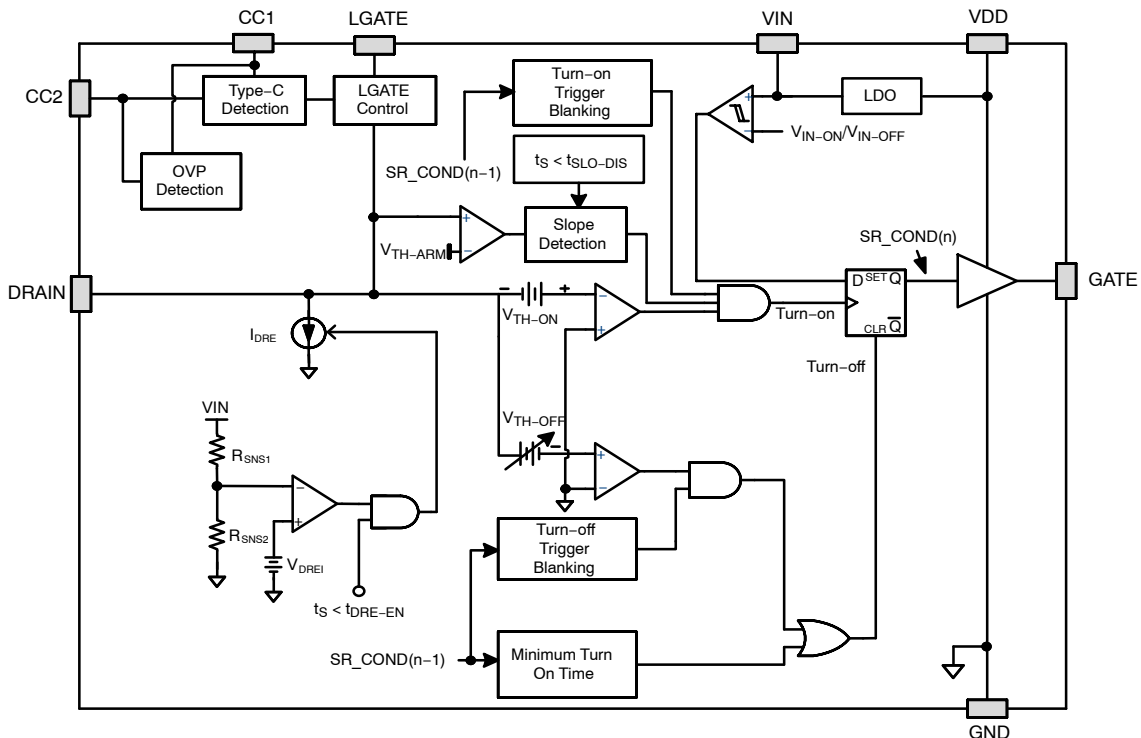 CC1
LGATE
VIN
VDD
CC2
Type−C
Detection
LGATE
Control
Turn−on
Trigger
Blanking
LDO
+
−
VIN−ON/VIN−OFF
OVP
Detection
SR_COND(n−1)
tS < tSLO−DIS
VTH−ARM
+
−
Slope
Detection
SR_COND(n)
DRAIN
−
+
VTH−ON
−
+
Turn−on
D SET Q
CLR Q
GATE
IDRE
Turn−off
VIN
RSNS1
RSNS2
VTH−OFF
−
+
−
−
+
VDREI
tS < tDRE−EN
Turn−off
Trigger
Blanking
SR_COND(n−1)
Minimum Turn
On Time
GND